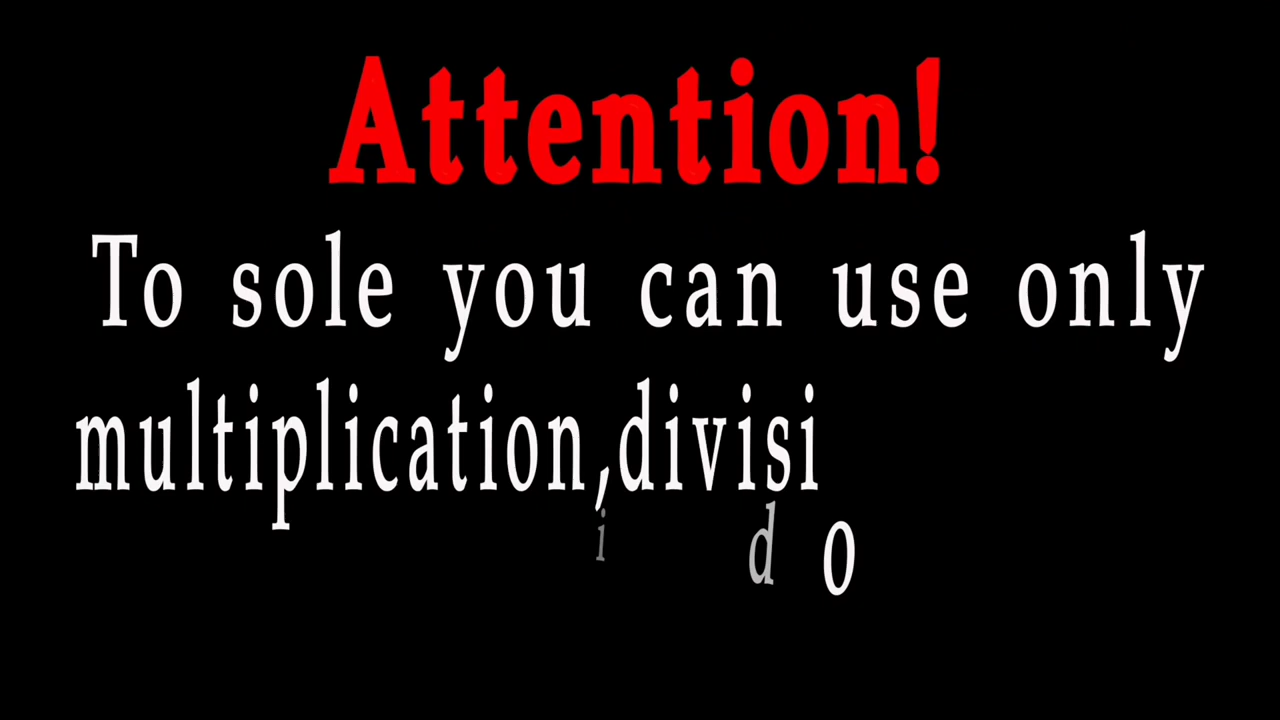 Attention!
To sole you can use only
multiplication,divisi
i d o